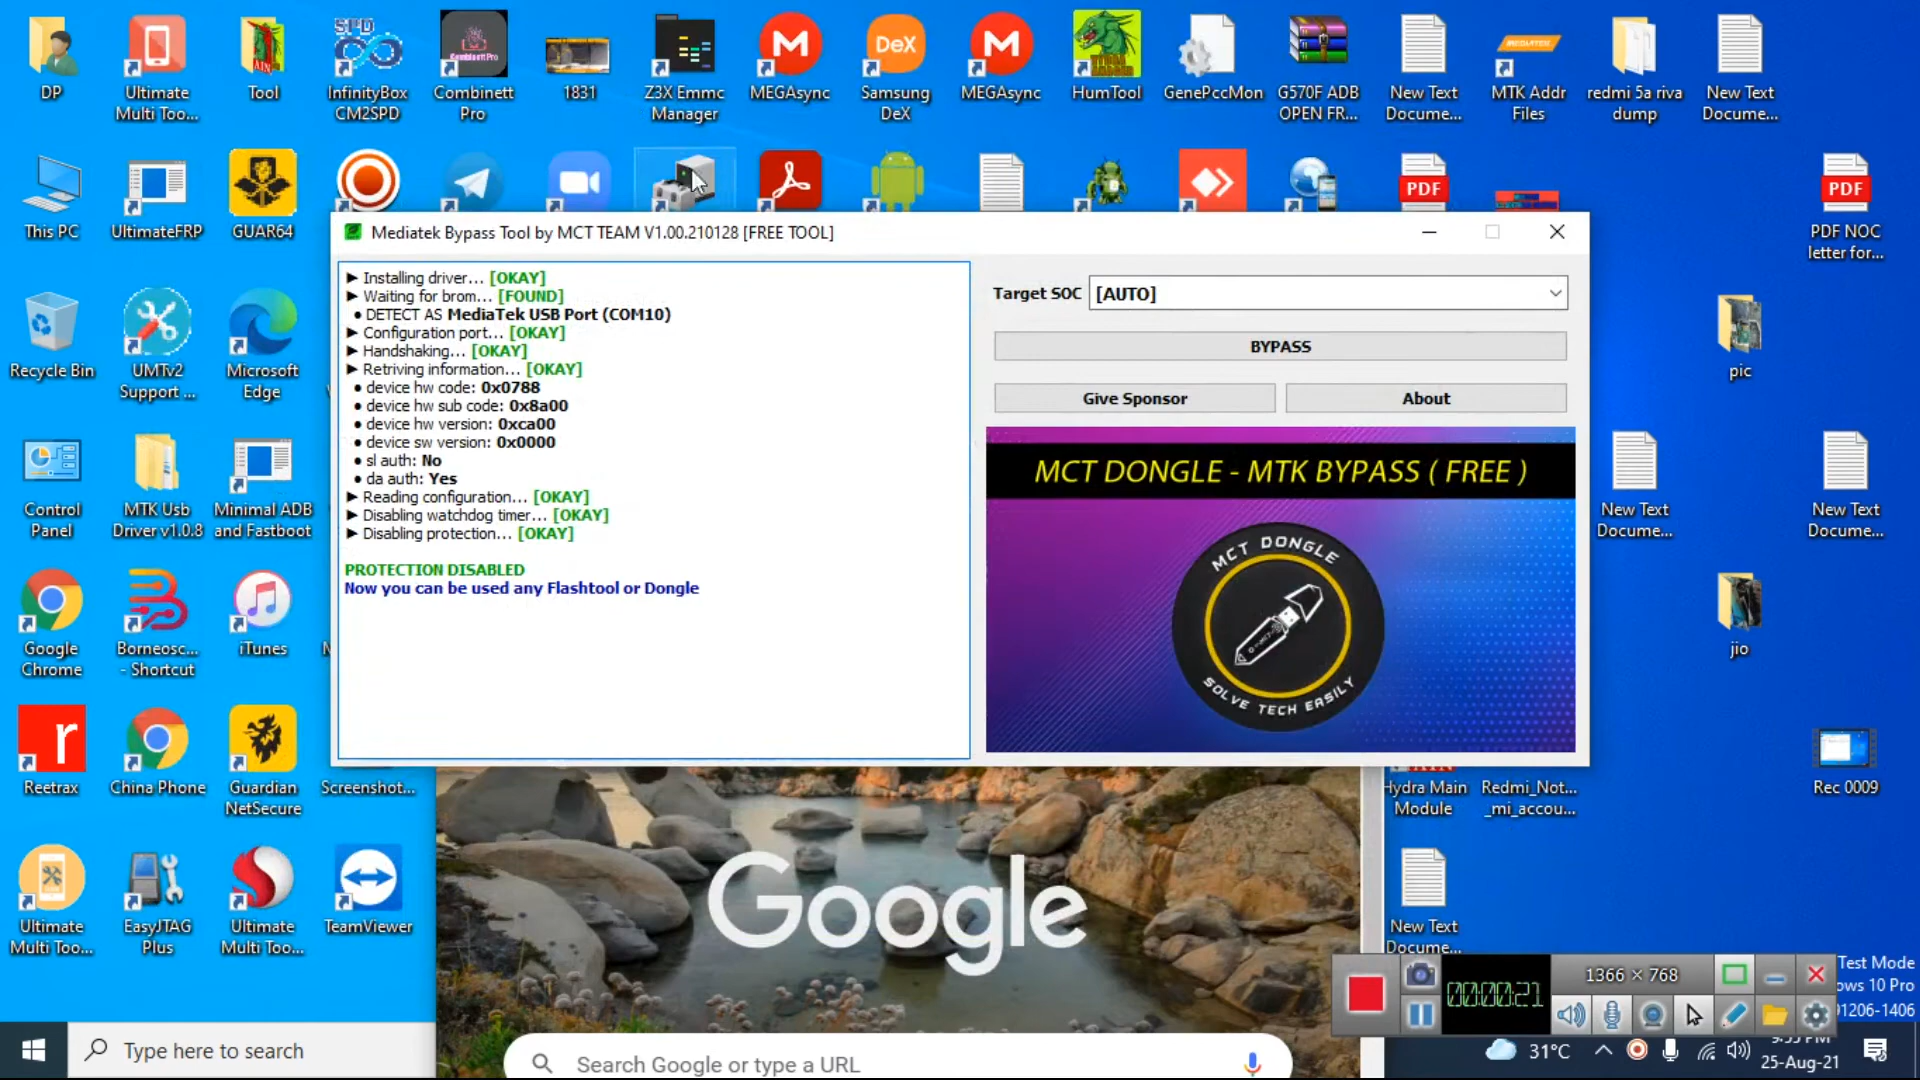 DP
Ultimate
Multi Too...
Tool
InfinityBox
CM2SPD
Combinett
Pro
1831
Z3X Emmc
Manager
MEGAsync
Samsung
DeX
MEGAsync
HumTool
GenePccMon
G570F ADB
OPEN FR...
New Text
Docume...
MTK Addr
Files
redmi 5a riva
dump
New Text
Docume...
This PC
UltimateFRP
GUAR64
PDF
PDF
PDF NOC
letter for...
Mediatek Bypass Tool by MCT TEAM V1.00.210128 [FREE TOOL]
► Installing driver... [OKAY]
► Waiting for brom... [FOUND]
• DETECT AS MediaTek USB Port (COM10)
► Configuration port... [OKAY]
► Handshaking... [OKAY]
► Retriving information... [OKAY]
• device hw code: 0x0788
• device hw sub code: 0x8a00
• device hw version: 0xca00
• device sw version: 0x0000
• sl auth: No
• da auth: Yes
► Reading configuration... [OKAY]
► Disabling watchdog timer... [OKAY]
► Disabling protection... [OKAY]
PROTECTION DISABLED
Now you can be used any Flashtool or Dongle
Target SOC [AUTO]
BYPASS
Give Sponsor
About
MCT DONGLE - MTK BYPASS ( FREE )
MCT DONGLE
SOLVE TECH EASILY
Recycle Bin
UMTv2
Support ...
Microsoft
Edge
pic
Control
Panel
MTK Usb
Driver v1.0.8
Minimal ADB
and Fastboot
New Text
Docume...
New Text
Docume...
Google
Chrome
Borneosc...
- Shortcut
iTunes
jio
Reetrax
China Phone
Guardian
NetSecure
Screenshot...
Hydra Main
Module
Redmi_Not...
_mi_accou...
Rec 0009
Ultimate
Multi Too...
EasyJTAG
Plus
Ultimate
Multi Too...
TeamViewer
New Text
Docume...
Google
Search Google or type a URL
00:00:21
1366 × 768
Test Mode
ows 10 Pro
1206-1406
Type here to search
31°C
25-Aug-21